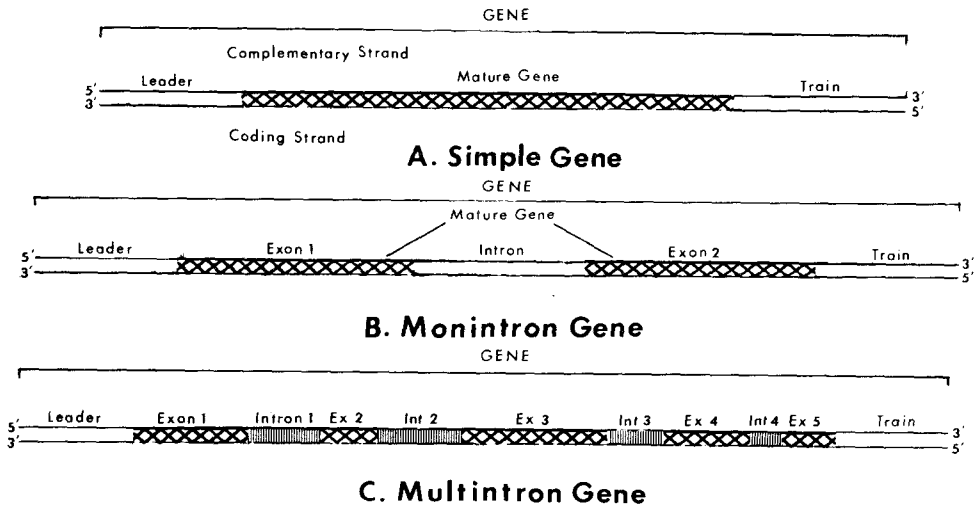 GENE
Complementary Strand
Leader Mature Gene Train
5′ 3′
3′ 5′
Coding Strand
A. Simple Gene
GENE
Mature Gene
Leader Exon 1 Intron Exon 2 Train
5′ 3′
3′ 5′
B. Monintron Gene
GENE
Leader Exon 1 Intron 1 Ex 2 Int 2 Ex 3 Int 3 Ex 4 Int 4 Ex 5 Train
5′ 3′
3′ 5′
C. Multintron Gene